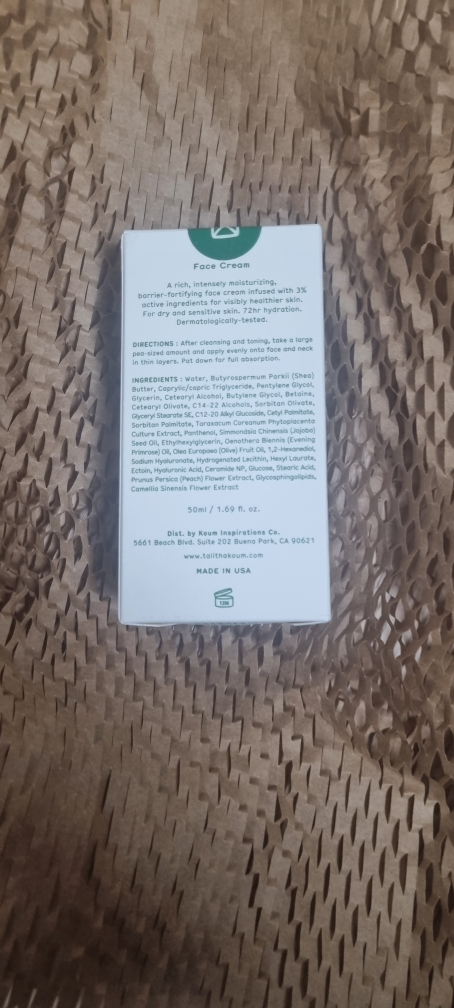 Face Cream
A rich, intensely moisturizing,
barrier-fortifying face cream infused with 3%
active ingredients for visibly healthier skin.
For dry and sensitive skin. 72hr hydration.
Dermatologically-tested.
DIRECTIONS : After cleansing and toning, take a large
pea-sized amount and apply evenly onto face and neck
in thin layers. Pat down for full absorption.
INGREDIENTS : Water, Butyrospermum Parkii (Shea)
Butter, Caprylic/capric Triglyceride, Pentylene Glycol,
Glycerin, Cetearyl Alcohol, Butylene Glycol, Betaine,
Cetearyl Olivate, C14-22 Alcohols, Sorbitan Olivate,
Glyceryl Stearate SE, C12-20 Alkyl Glucoside, Cetyl Palmitate,
Sorbitan Palmitate, Taraxacum Coreanum Phytoplacenta
Culture Extract, Panthenol, Simmondsia Chinensis (Jojoba)
Seed Oil, Ethylhexylglycerin, Oenothera Biennis (Evening
Primrose) Oil, Olea Europaea (Olive) Fruit Oil, 1,2-Hexanediol,
Sodium Hyaluronate, Hydrogenated Lecithin, Hexyl Laurate,
Ectoin, Hyaluronic Acid, Ceramide NP, Glucose, Stearic Acid,
Prunus Persica (Peach) Flower Extract, Glycosphingolipids,
Camellia Sinensis Flower Extract
50ml / 1.69 fl. oz.
Dist. by Koum Inspirations Co.
5661 Beach Blvd. Suite 202 Buena Park, CA 90621
www.talithakoum.com
MADE IN USA
12M